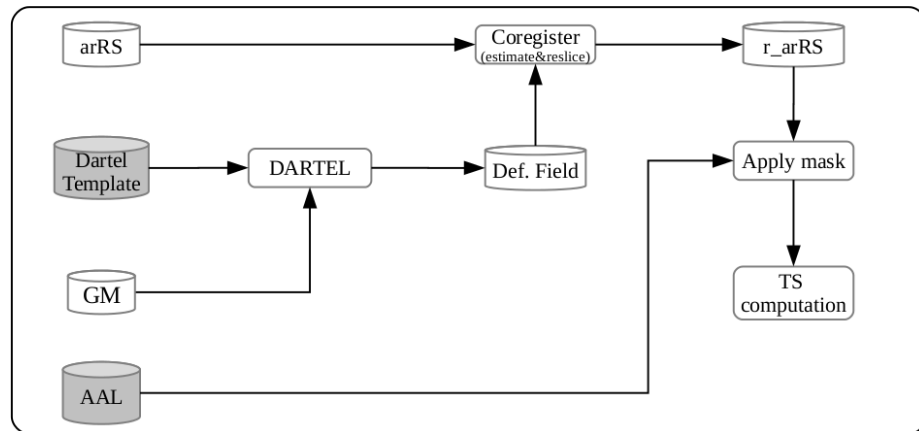 arRS
Coregister
(estimate&reslice)
r_arRS
Dartel
Template
DARTEL
Def. Field
Apply mask
GM
TS
computation
AAL